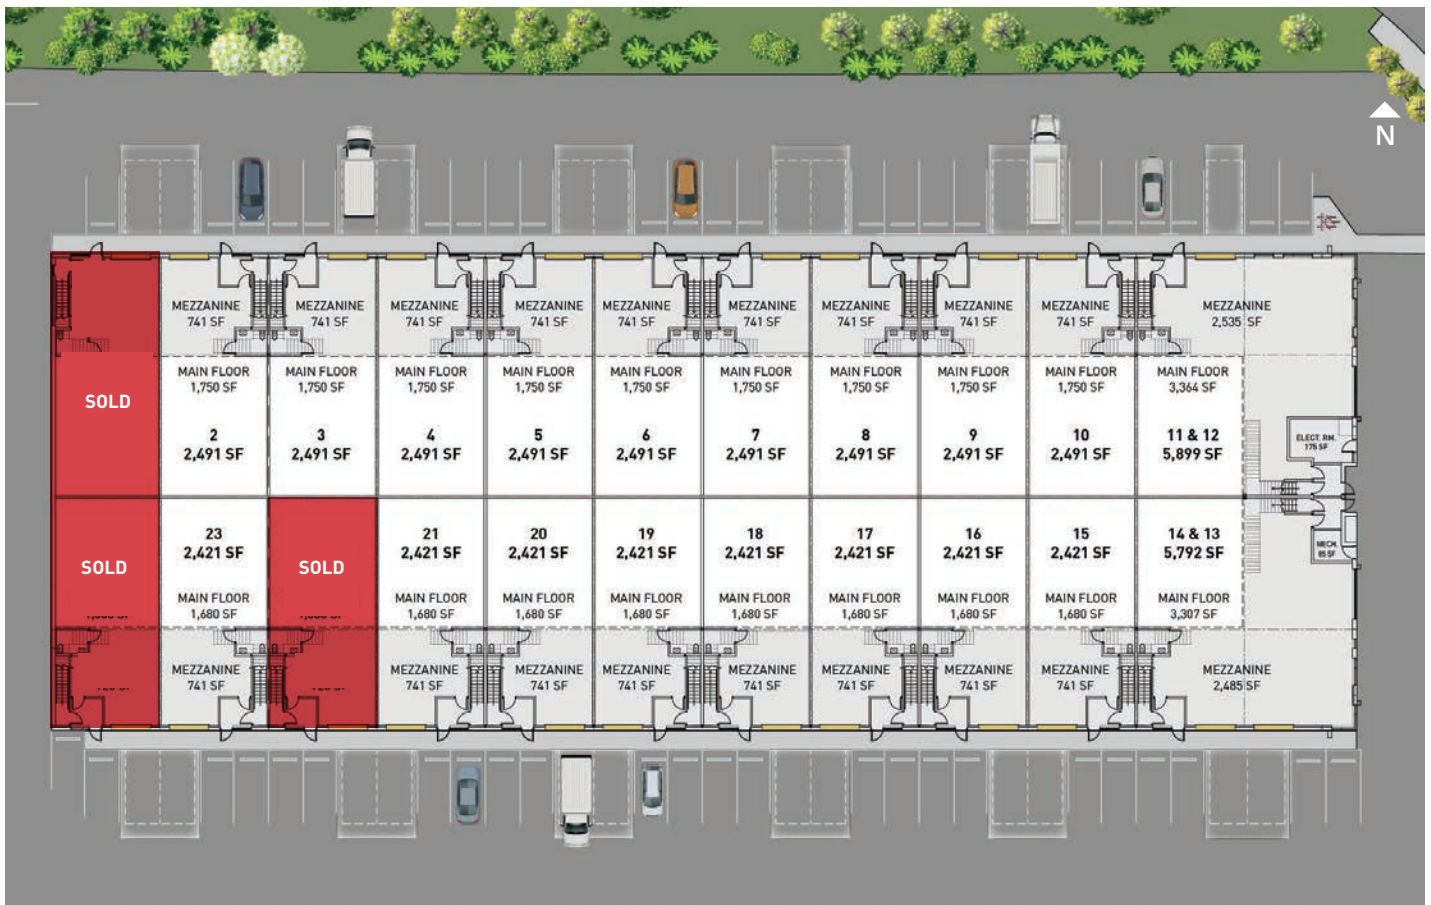 N
MEZZANINE
741 SF
MEZZANINE
741 SF
MEZZANINE
741 SF
MEZZANINE
741 SF
MEZZANINE
741 SF
MEZZANINE
741 SF
MEZZANINE
741 SF
MEZZANINE
741 SF
MEZZANINE
741 SF
MEZZANINE
2,535 SF
SOLD
MAIN FLOOR
1,750 SF
2
2,491 SF
MAIN FLOOR
1,750 SF
3
2,491 SF
MAIN FLOOR
1,750 SF
4
2,491 SF
MAIN FLOOR
1,750 SF
5
2,491 SF
MAIN FLOOR
1,750 SF
6
2,491 SF
MAIN FLOOR
1,750 SF
7
2,491 SF
MAIN FLOOR
1,750 SF
8
2,491 SF
MAIN FLOOR
1,750 SF
9
2,491 SF
MAIN FLOOR
1,750 SF
10
2,491 SF
MAIN FLOOR
3,364 SF
11 & 12
5,899 SF
ELECT. RM.
175 SF
SOLD
23
2,421 SF
MAIN FLOOR
1,680 SF
SOLD
21
2,421 SF
MAIN FLOOR
1,680 SF
20
2,421 SF
MAIN FLOOR
1,680 SF
19
2,421 SF
MAIN FLOOR
1,680 SF
18
2,421 SF
MAIN FLOOR
1,680 SF
17
2,421 SF
MAIN FLOOR
1,680 SF
16
2,421 SF
MAIN FLOOR
1,680 SF
15
2,421 SF
MAIN FLOOR
1,680 SF
14 & 13
5,792 SF
MAIN FLOOR
3,307 SF
MECH.
85 SF
MEZZANINE
741 SF
MEZZANINE
741 SF
MEZZANINE
741 SF
MEZZANINE
741 SF
MEZZANINE
741 SF
MEZZANINE
741 SF
MEZZANINE
741 SF
MEZZANINE
741 SF
MEZZANINE
2,485 SF